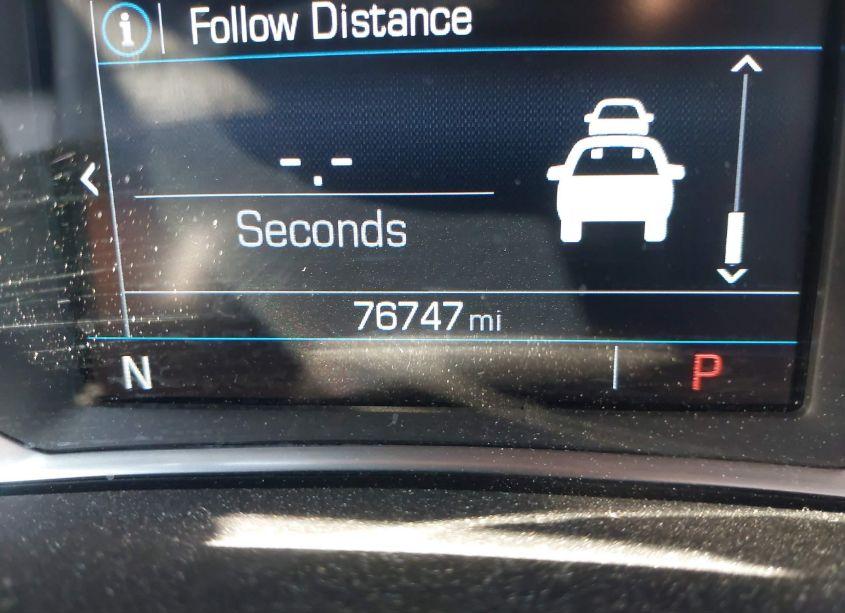 Follow Distance
-.-
Seconds
76747 mi
N P